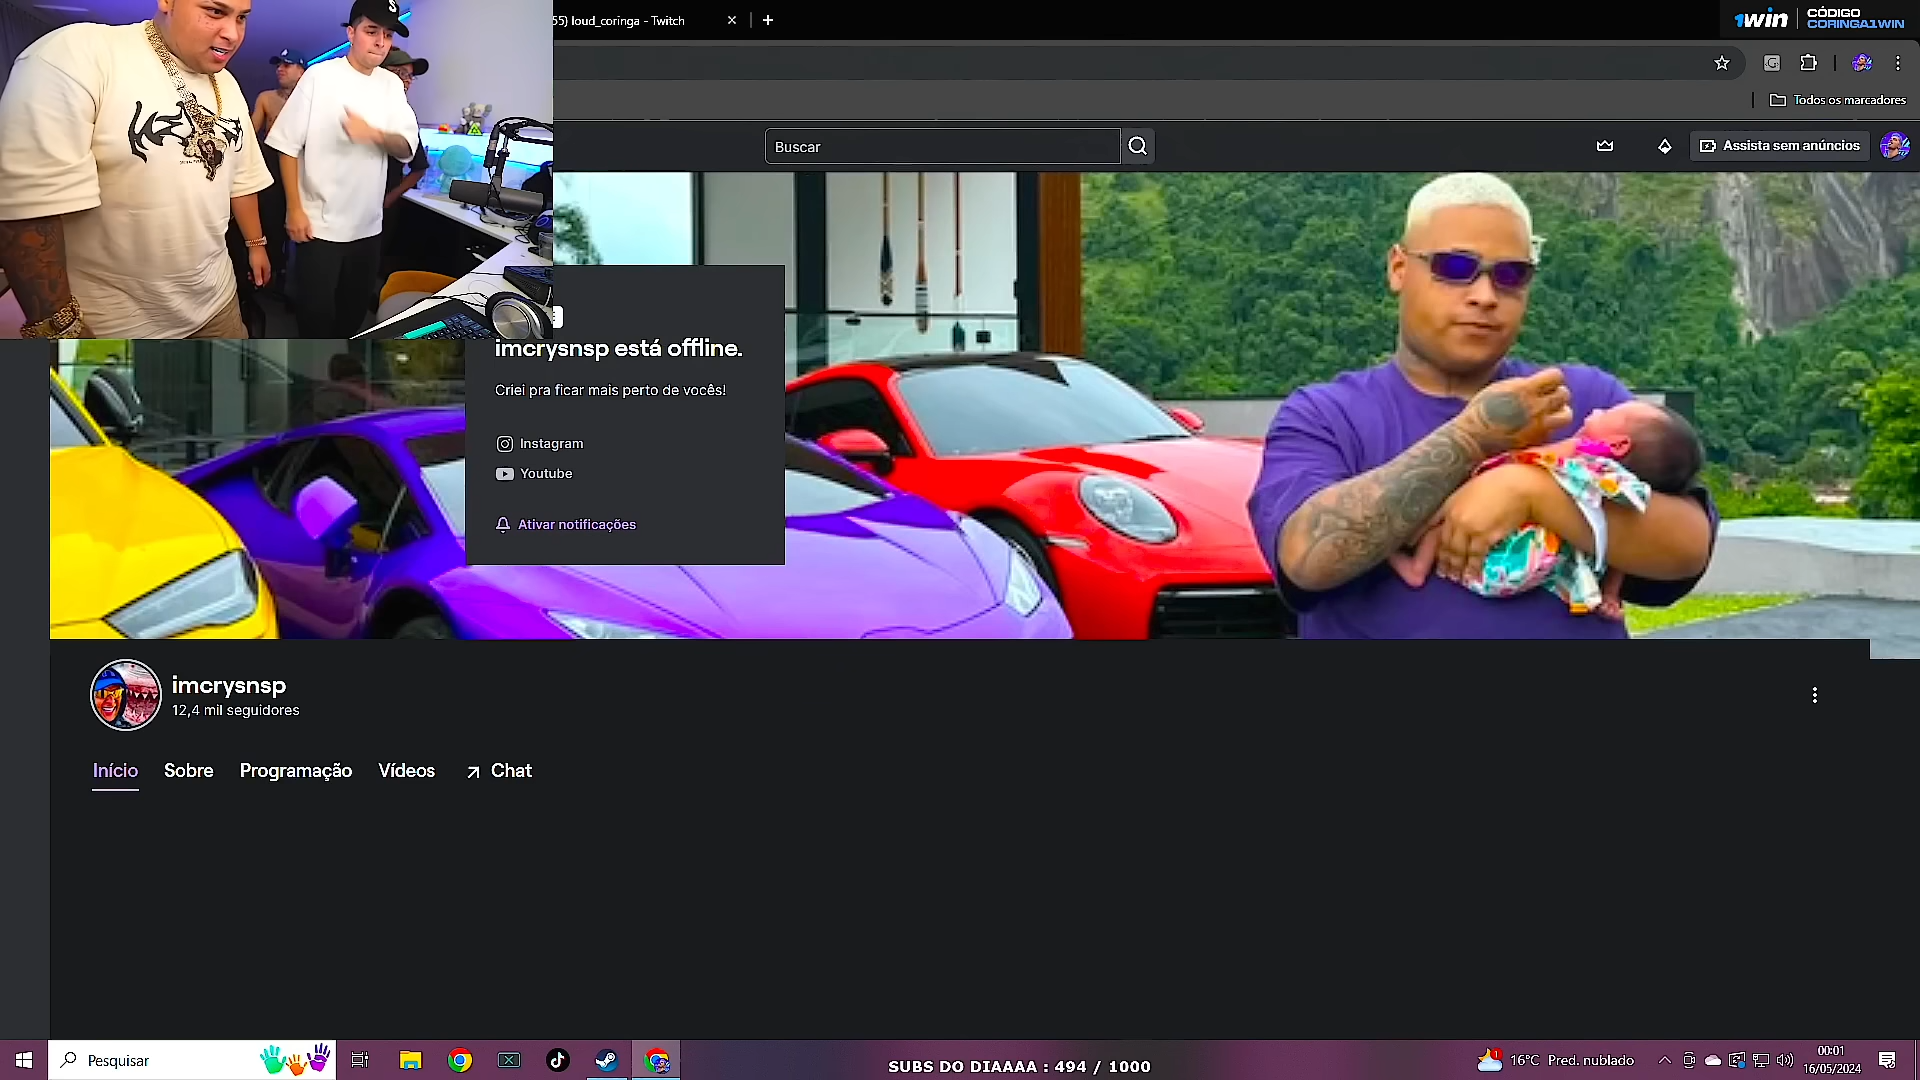 55) loud_coringa - Twitch
1win
CÓDIGO
CORINGA1WIN
Todos os marcadores
Buscar
Assista sem anúncios
imcrysnsp está offline.
Criei pra ficar mais perto de vocês!
Instagram
Youtube
Ativar notificações
imcrysnsp
12,4 mil seguidores
Início Sobre Programação Vídeos Chat
Pesquisar
SUBS DO DIAAAA : 494 / 1000
1
16°C Pred. nublado
00:01
16/05/2024